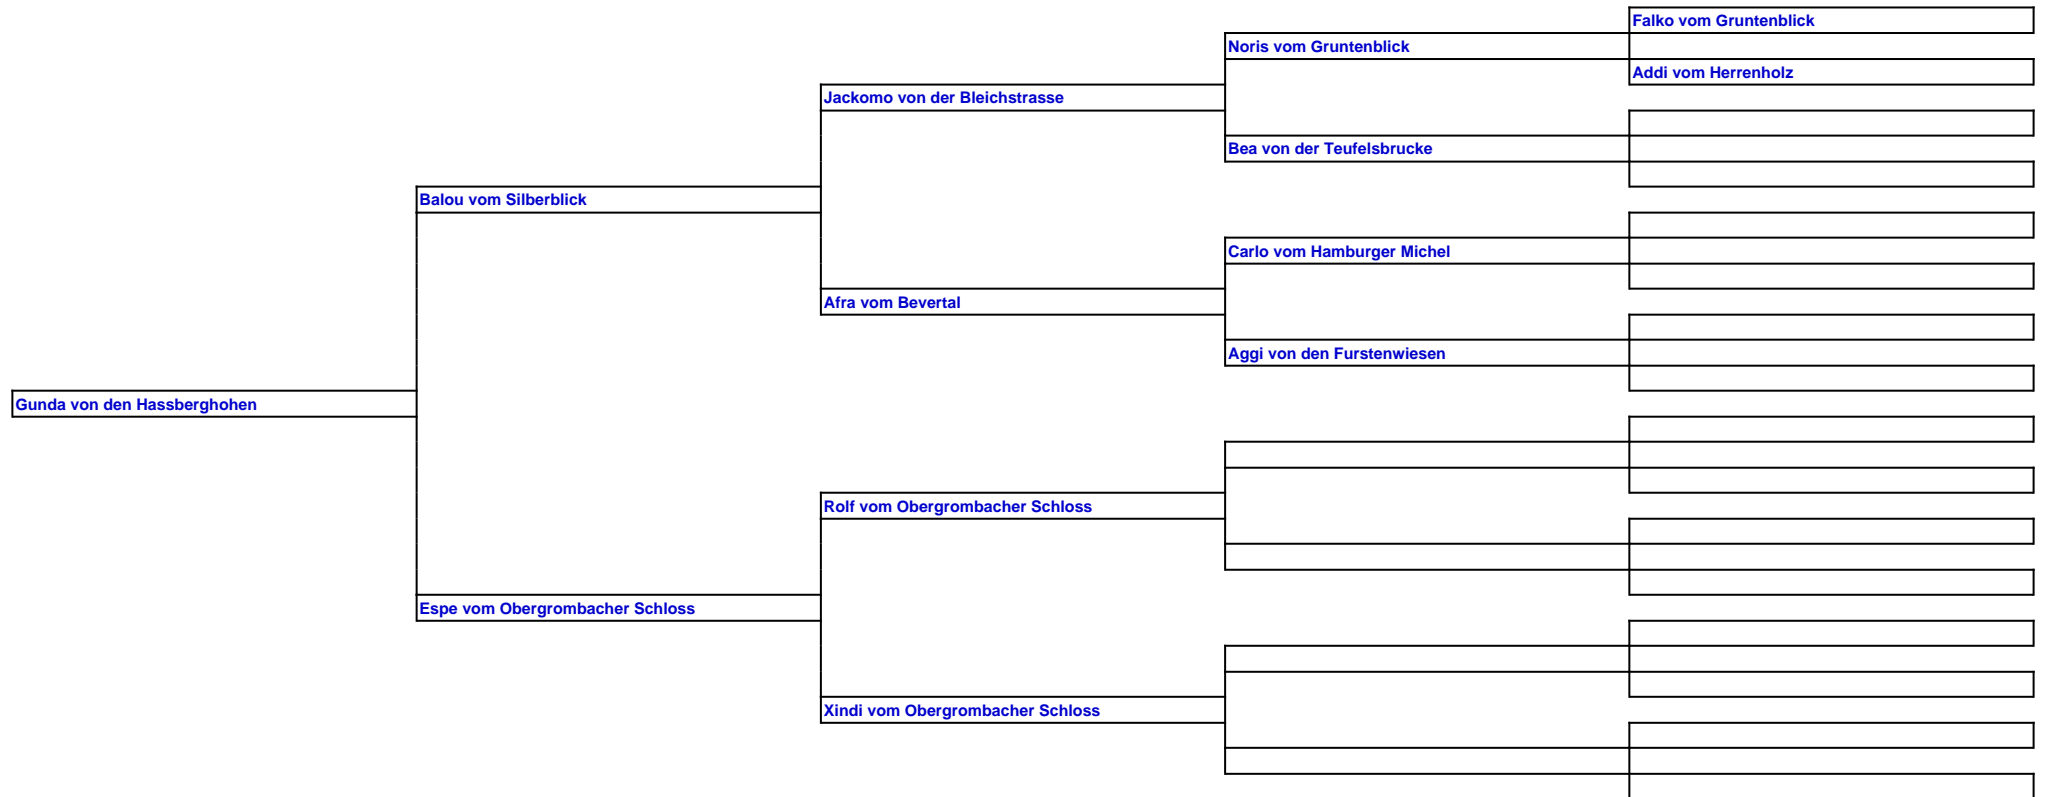 Falko vom Gruntenblick
Noris vom Gruntenblick
Addi vom Herrenholz
Jackomo von der Bleichstrasse
Bea von der Teufelsbrucke
Balou vom Silberblick
Carlo vom Hamburger Michel
Afra vom Bevertal
Aggi von den Furstenwiesen
Gunda von den Hassberghohen
Rolf vom Obergrombacher Schloss
Espe vom Obergrombacher Schloss
Xindi vom Obergrombacher Schloss